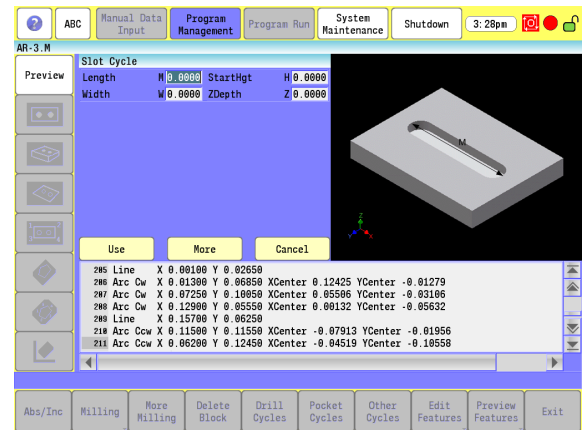 ? ABC Manual Data Input Program Management Program Run System Maintenance Shutdown 3:28pm
AR-3.M
Preview
Slot Cycle
Length M 0.0000 StartHgt H 0.0000
Width W 0.0000 ZDepth Z 0.0000
M
Z
Y X
Use More Cancel
205 Line X 0.00100 Y 0.02650
206 Arc Cw X 0.01300 Y 0.06850 XCenter 0.12425 YCenter -0.01279
207 Arc Cw X 0.07250 Y 0.10050 XCenter 0.05506 YCenter -0.03106
208 Arc Cw X 0.12900 Y 0.05550 XCenter 0.00132 YCenter -0.05632
209 Line X 0.15700 Y 0.06250
210 Arc Ccw X 0.11500 Y 0.11550 XCenter -0.07913 YCenter -0.01956
211 Arc Ccw X 0.06200 Y 0.12450 XCenter -0.04519 YCenter -0.10558
Abs/Inc Milling More Milling Delete Block Drill Cycles Pocket Cycles Other Cycles Edit Features Preview Features Exit